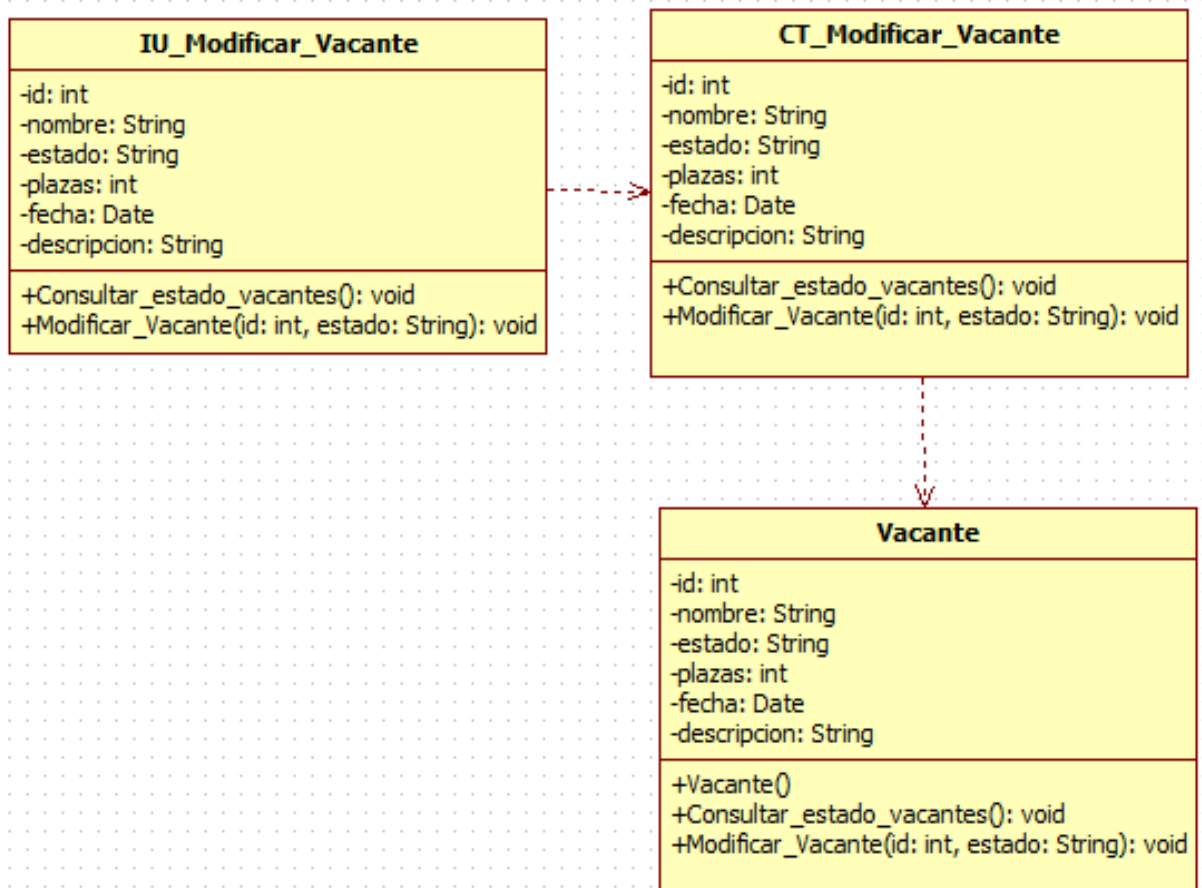 IU_Modificar_Vacante
-id: int
-nombre: String
-estado: String
-plazas: int
-fecha: Date
-descripcion: String
+Consultar_estado_vacantes(): void
+Modificar_Vacante(id: int, estado: String): void
CT_Modificar_Vacante
-id: int
-nombre: String
-estado: String
-plazas: int
-fecha: Date
-descripcion: String
+Consultar_estado_vacantes(): void
+Modificar_Vacante(id: int, estado: String): void
Vacante
-id: int
-nombre: String
-estado: String
-plazas: int
-fecha: Date
-descripcion: String
+Vacante()
+Consultar_estado_vacantes(): void
+Modificar_Vacante(id: int, estado: String): void